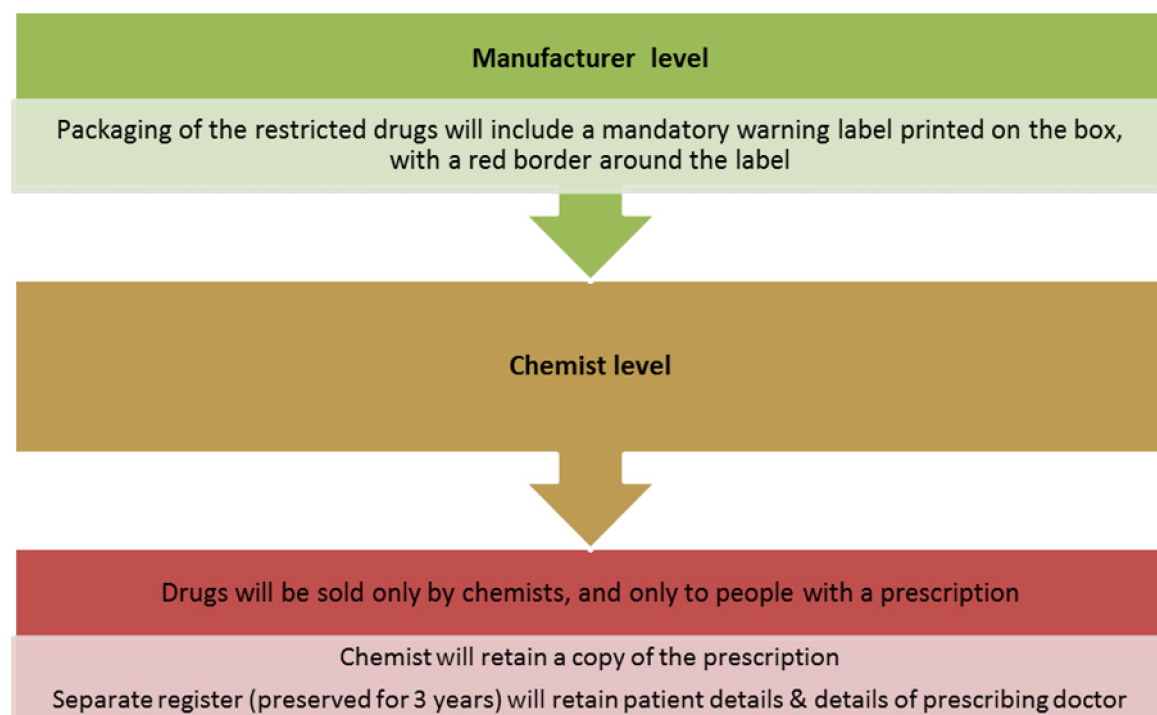 Manufacturer level
Packaging of the restricted drugs will include a mandatory warning label printed on the box,
with a red border around the label
Chemist level
Drugs will be sold only by chemists, and only to people with a prescription
Chemist will retain a copy of the prescription
Separate register (preserved for 3 years) will retain patient details & details of prescribing doctor